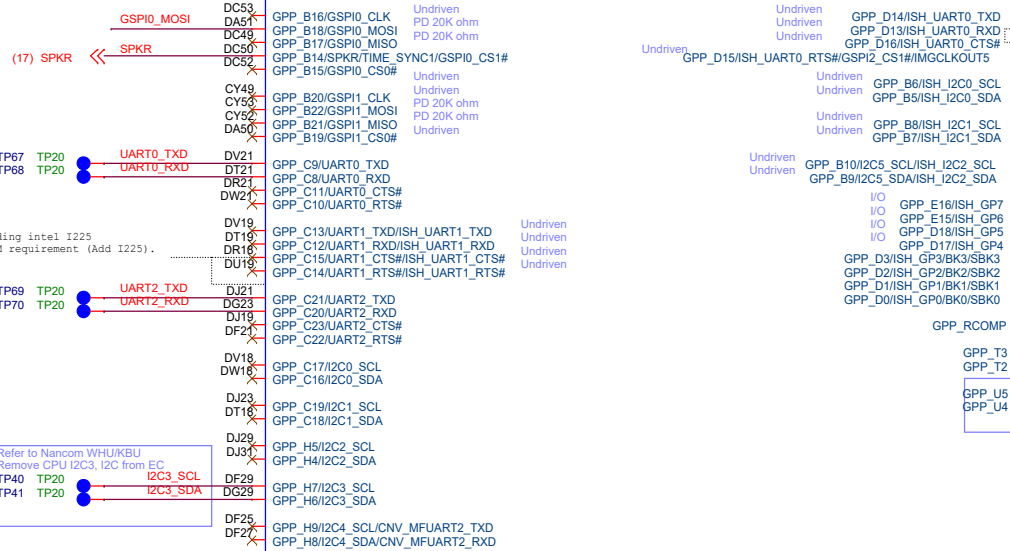 DC53 GPP_B16/GSPI0_CLK Undriven
GSPI0_MOSI DA51 GPP_B18/GSPI0_MOSI PD 20K ohm
DC49 GPP_B17/GSPI0_MISO PD 20K ohm
(17) SPKR SPKR DC50 GPP_B14/SPKR/TIME_SYNC1/GSPI0_CS1#
DC52 GPP_B15/GSPI0_CS0#
Undriven
CY49 GPP_B20/GSPI1_CLK Undriven
CY53 GPP_B22/GSPI1_MOSI PD 20K ohm
CY52 GPP_B21/GSPI1_MISO PD 20K ohm
DA50 GPP_B19/GSPI1_CS0# Undriven
TP67 TP20 UART0_TXD DV21 GPP_C9/UART0_TXD
TP68 TP20 UART0_RXD DT21 GPP_C8/UART0_RXD
DR21 GPP_C11/UART0_CTS#
DW21 GPP_C10/UART0_RTS#
DV19 GPP_C13/UART1_TXD/ISH_UART1_TXD Undriven
ding intel I225 DT19 GPP_C12/UART1_RXD/ISH_UART1_RXD Undriven
M requirement (Add I225). DR18 GPP_C15/UART1_CTS#/ISH_UART1_CTS# Undriven
DU19 GPP_C14/UART1_RTS#/ISH_UART1_RTS# Undriven
TP69 TP20 UART2_TXD DJ21 GPP_C21/UART2_TXD
TP70 TP20 UART2_RXD DG23 GPP_C20/UART2_RXD
DJ19 GPP_C23/UART2_CTS#
DF21 GPP_C22/UART2_RTS#
DV18 GPP_C17/I2C0_SCL
DW18 GPP_C16/I2C0_SDA
DJ23 GPP_C19/I2C1_SCL
DT18 GPP_C18/I2C1_SDA
DJ29 GPP_H5/I2C2_SCL
DJ31 GPP_H4/I2C2_SDA
Refer to Nancom WHU/KBU
Remove CPU I2C3, I2C from EC
TP40 TP20 I2C3_SCL DF29 GPP_H7/I2C3_SCL
TP41 TP20 I2C3_SDA DG29 GPP_H6/I2C3_SDA
DF25 GPP_H9/I2C4_SCL/CNV_MFUART2_TXD
DF27 GPP_H8/I2C4_SDA/CNV_MFUART2_RXD
Undriven GPP_D14/ISH_UART0_TXD
Undriven GPP_D13/ISH_UART0_RXD
Undriven GPP_D16/ISH_UART0_CTS#
Undriven GPP_D15/ISH_UART0_RTS#/GSPI2_CS1#/IMGCLKOUT5
Undriven GPP_B6/ISH_I2C0_SCL
Undriven GPP_B5/ISH_I2C0_SDA
Undriven GPP_B8/ISH_I2C1_SCL
Undriven GPP_B7/ISH_I2C1_SDA
Undriven GPP_B10/I2C5_SCL/ISH_I2C2_SCL
Undriven GPP_B9/I2C5_SDA/ISH_I2C2_SDA
I/O GPP_E16/ISH_GP7
I/O GPP_E15/ISH_GP6
I/O GPP_D18/ISH_GP5
I/O GPP_D17/ISH_GP4
GPP_D3/ISH_GP3/BK3/SBK3
GPP_D2/ISH_GP2/BK2/SBK2
GPP_D1/ISH_GP1/BK1/SBK1
GPP_D0/ISH_GP0/BK0/SBK0
GPP_RCOMP
GPP_T3
GPP_T2
GPP_U5
GPP_U4